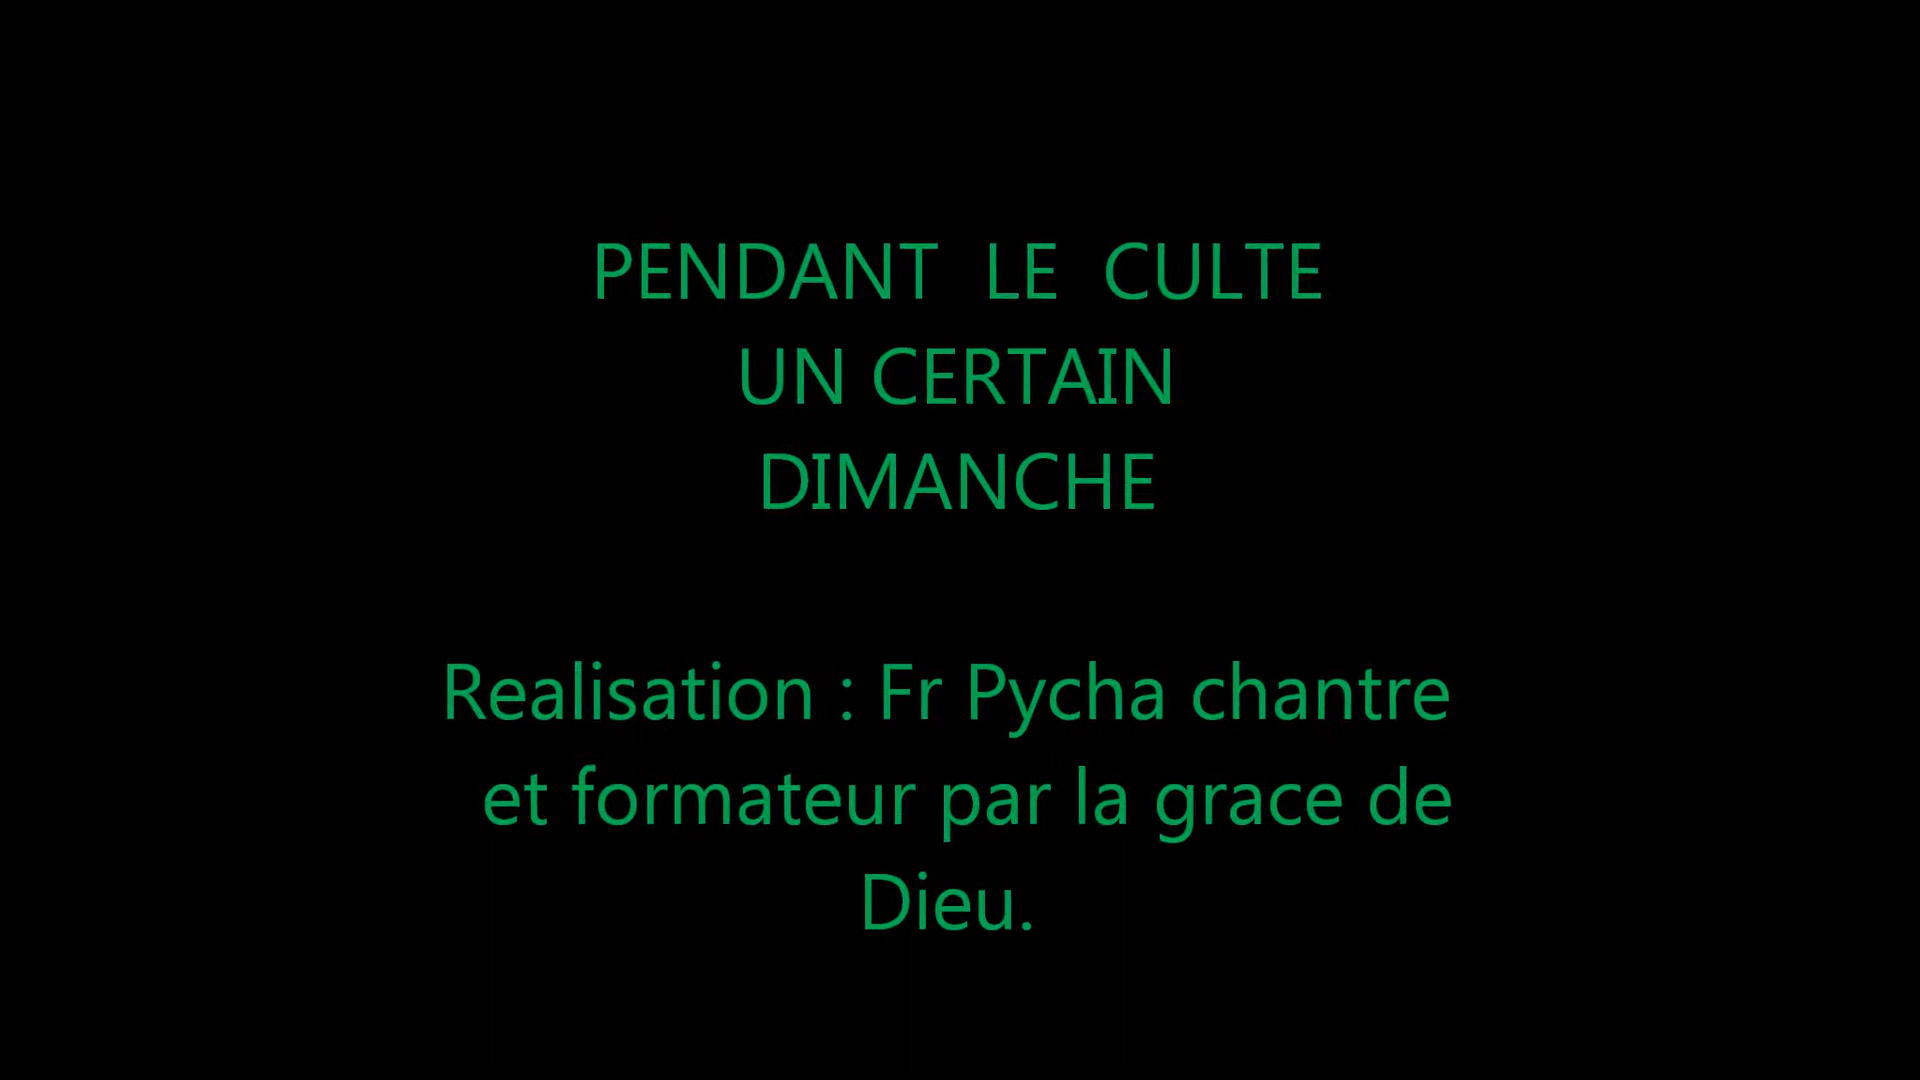 PENDANT LE CULTE
UN CERTAIN
DIMANCHE
Realisation : Fr Pycha chantre
et formateur par la grace de
Dieu.